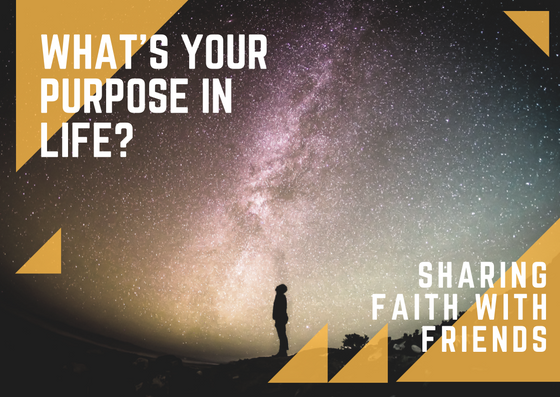 WHAT'S YOUR
PURPOSE IN
LIFE?
SHARING
FAITH WITH
FRIENDS